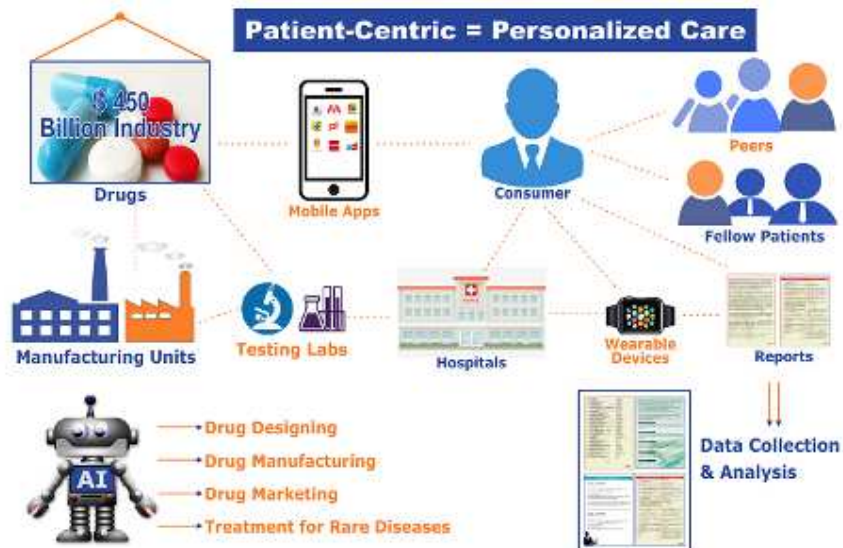 Patient-Centric = Personalized Care
$ 450
Billion Industry
Drugs
Mobile Apps
Consumer
Peers
Fellow Patients
Manufacturing Units
Testing Labs
Hospitals
Wearable
Devices
Reports
AI
Drug Designing
Drug Manufacturing
Drug Marketing
Treatment for Rare Diseases
Data Collection
& Analysis